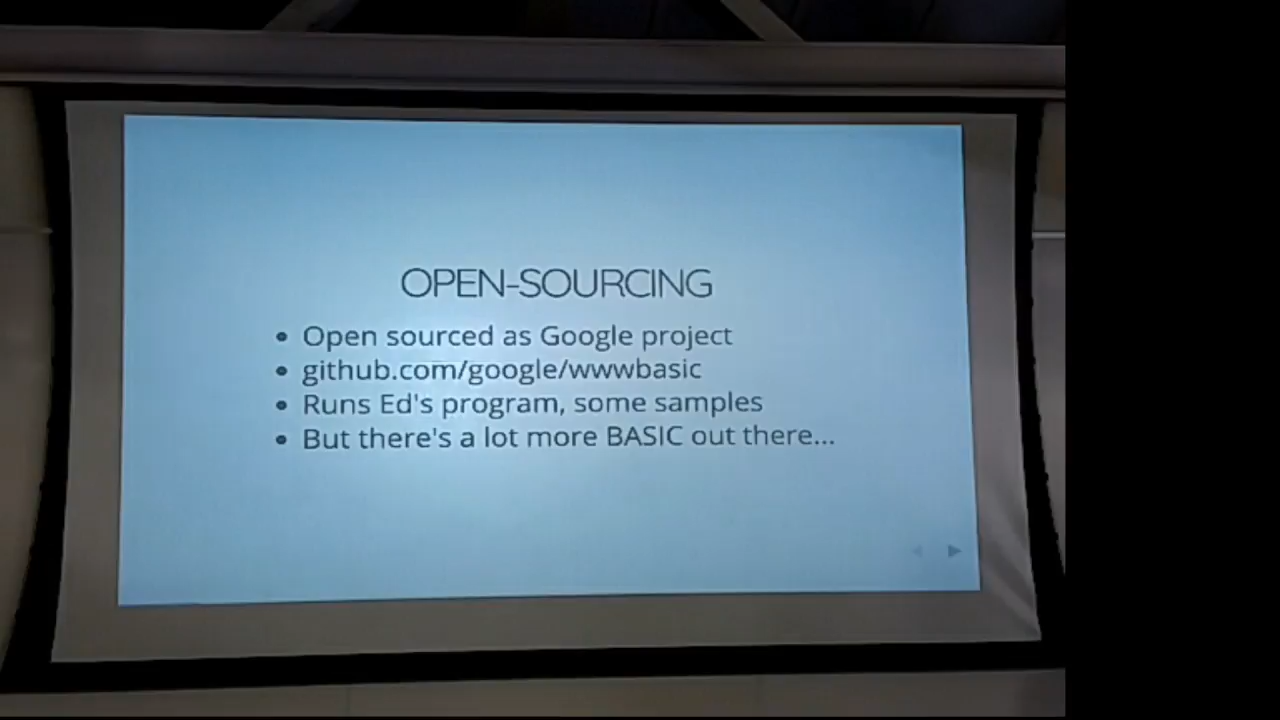 OPEN-SOURCING
• Open sourced as Google project
• github.com/google/wwwbasic
• Runs Ed's program, some samples
• But there's a lot more BASIC out there...